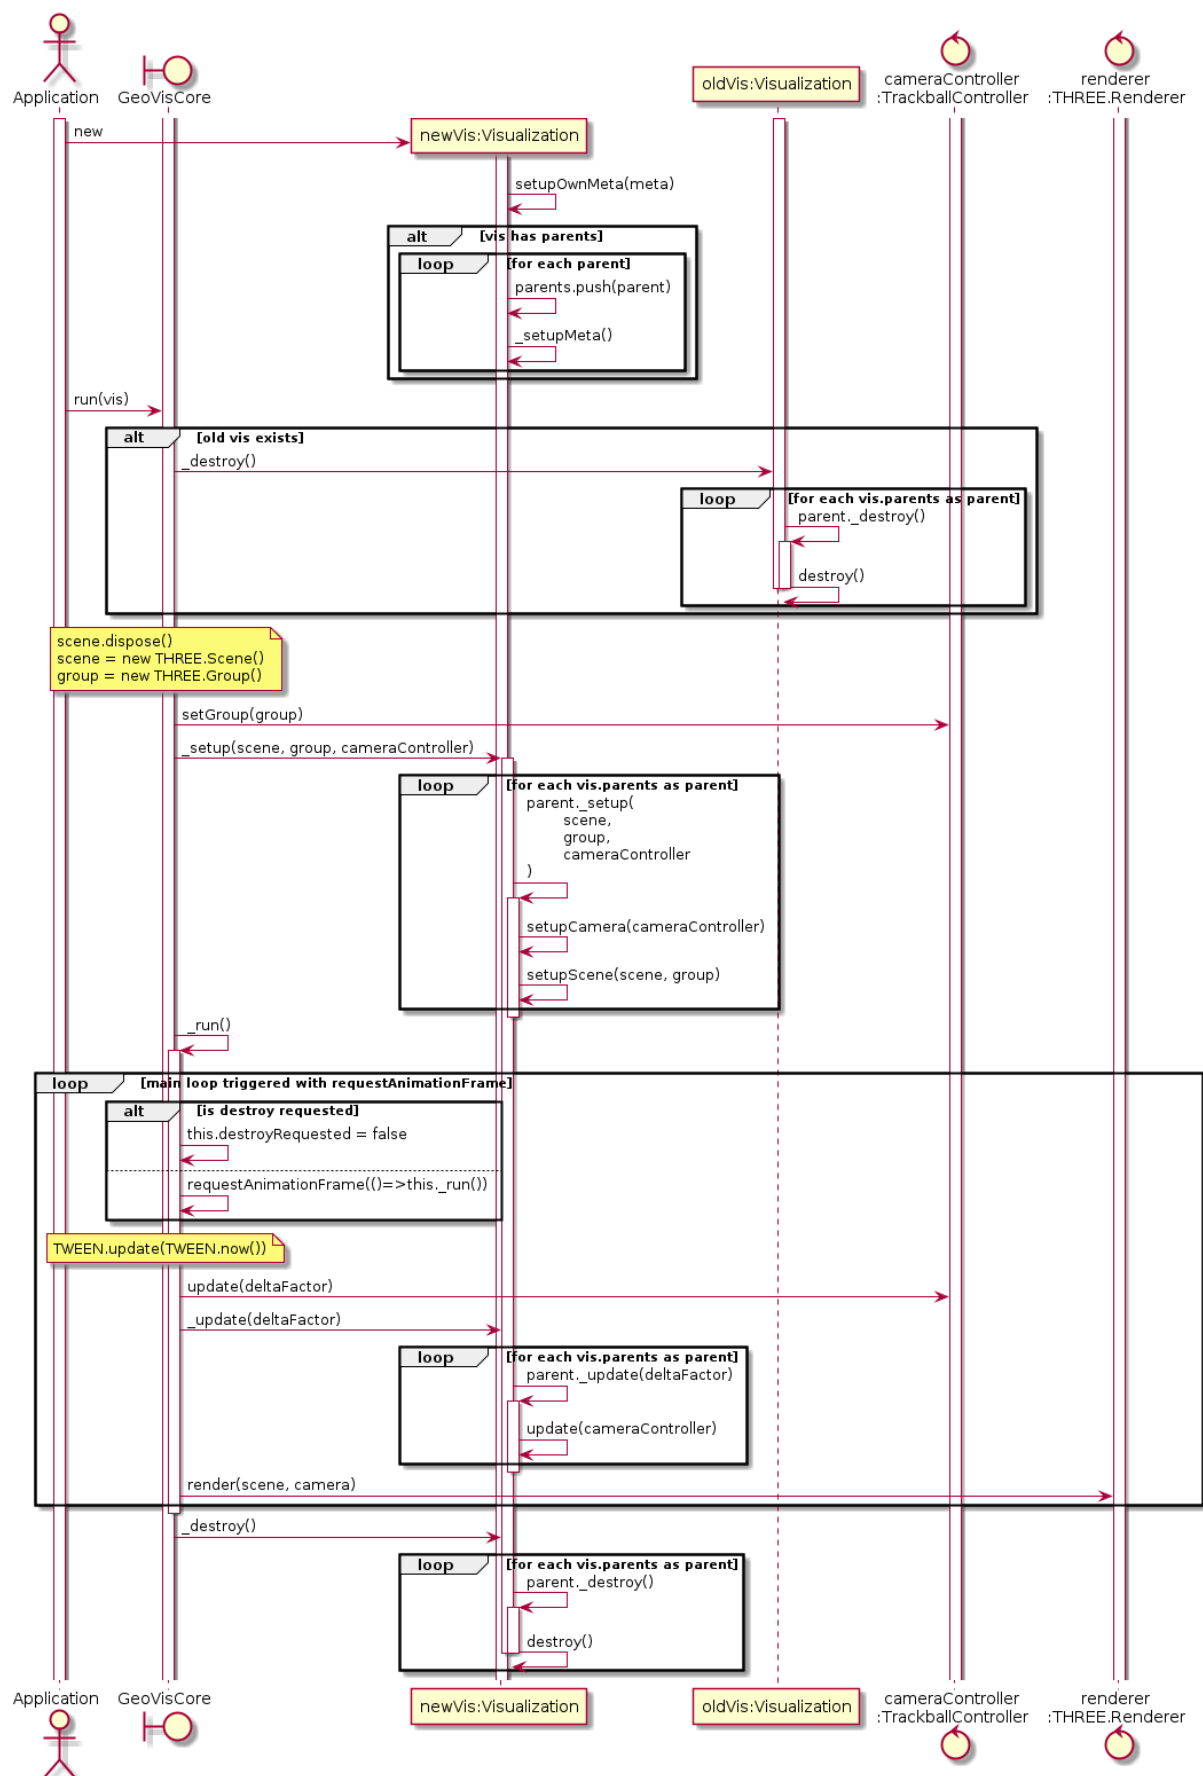 Application
GeoVisCore
oldVis:Visualization
cameraController
:TrackballController
renderer
:THREE.Renderer
new
newVis:Visualization
setupOwnMeta(meta)
alt [vis has parents]
loop [for each parent]
parents.push(parent)
_setupMeta()
run(vis)
alt [old vis exists]
_destroy()
loop [for each vis.parents as parent]
parent._destroy()
destroy()
scene.dispose()
scene = new THREE.Scene()
group = new THREE.Group()
setGroup(group)
_setup(scene, group, cameraController)
loop [for each vis.parents as parent]
parent._setup(
scene,
group,
cameraController
)
setupCamera(cameraController)
setupScene(scene, group)
_run()
loop [main loop triggered with requestAnimationFrame]
alt [is destroy requested]
this.destroyRequested = false
requestAnimationFrame(()=>this._run())
TWEEN.update(TWEEN.now())
update(deltaFactor)
_update(deltaFactor)
loop [for each vis.parents as parent]
parent._update(deltaFactor)
update(cameraController)
render(scene, camera)
_destroy()
loop [for each vis.parents as parent]
parent._destroy()
destroy()
Application
GeoVisCore
newVis:Visualization
oldVis:Visualization
cameraController
:TrackballController
renderer
:THREE.Renderer